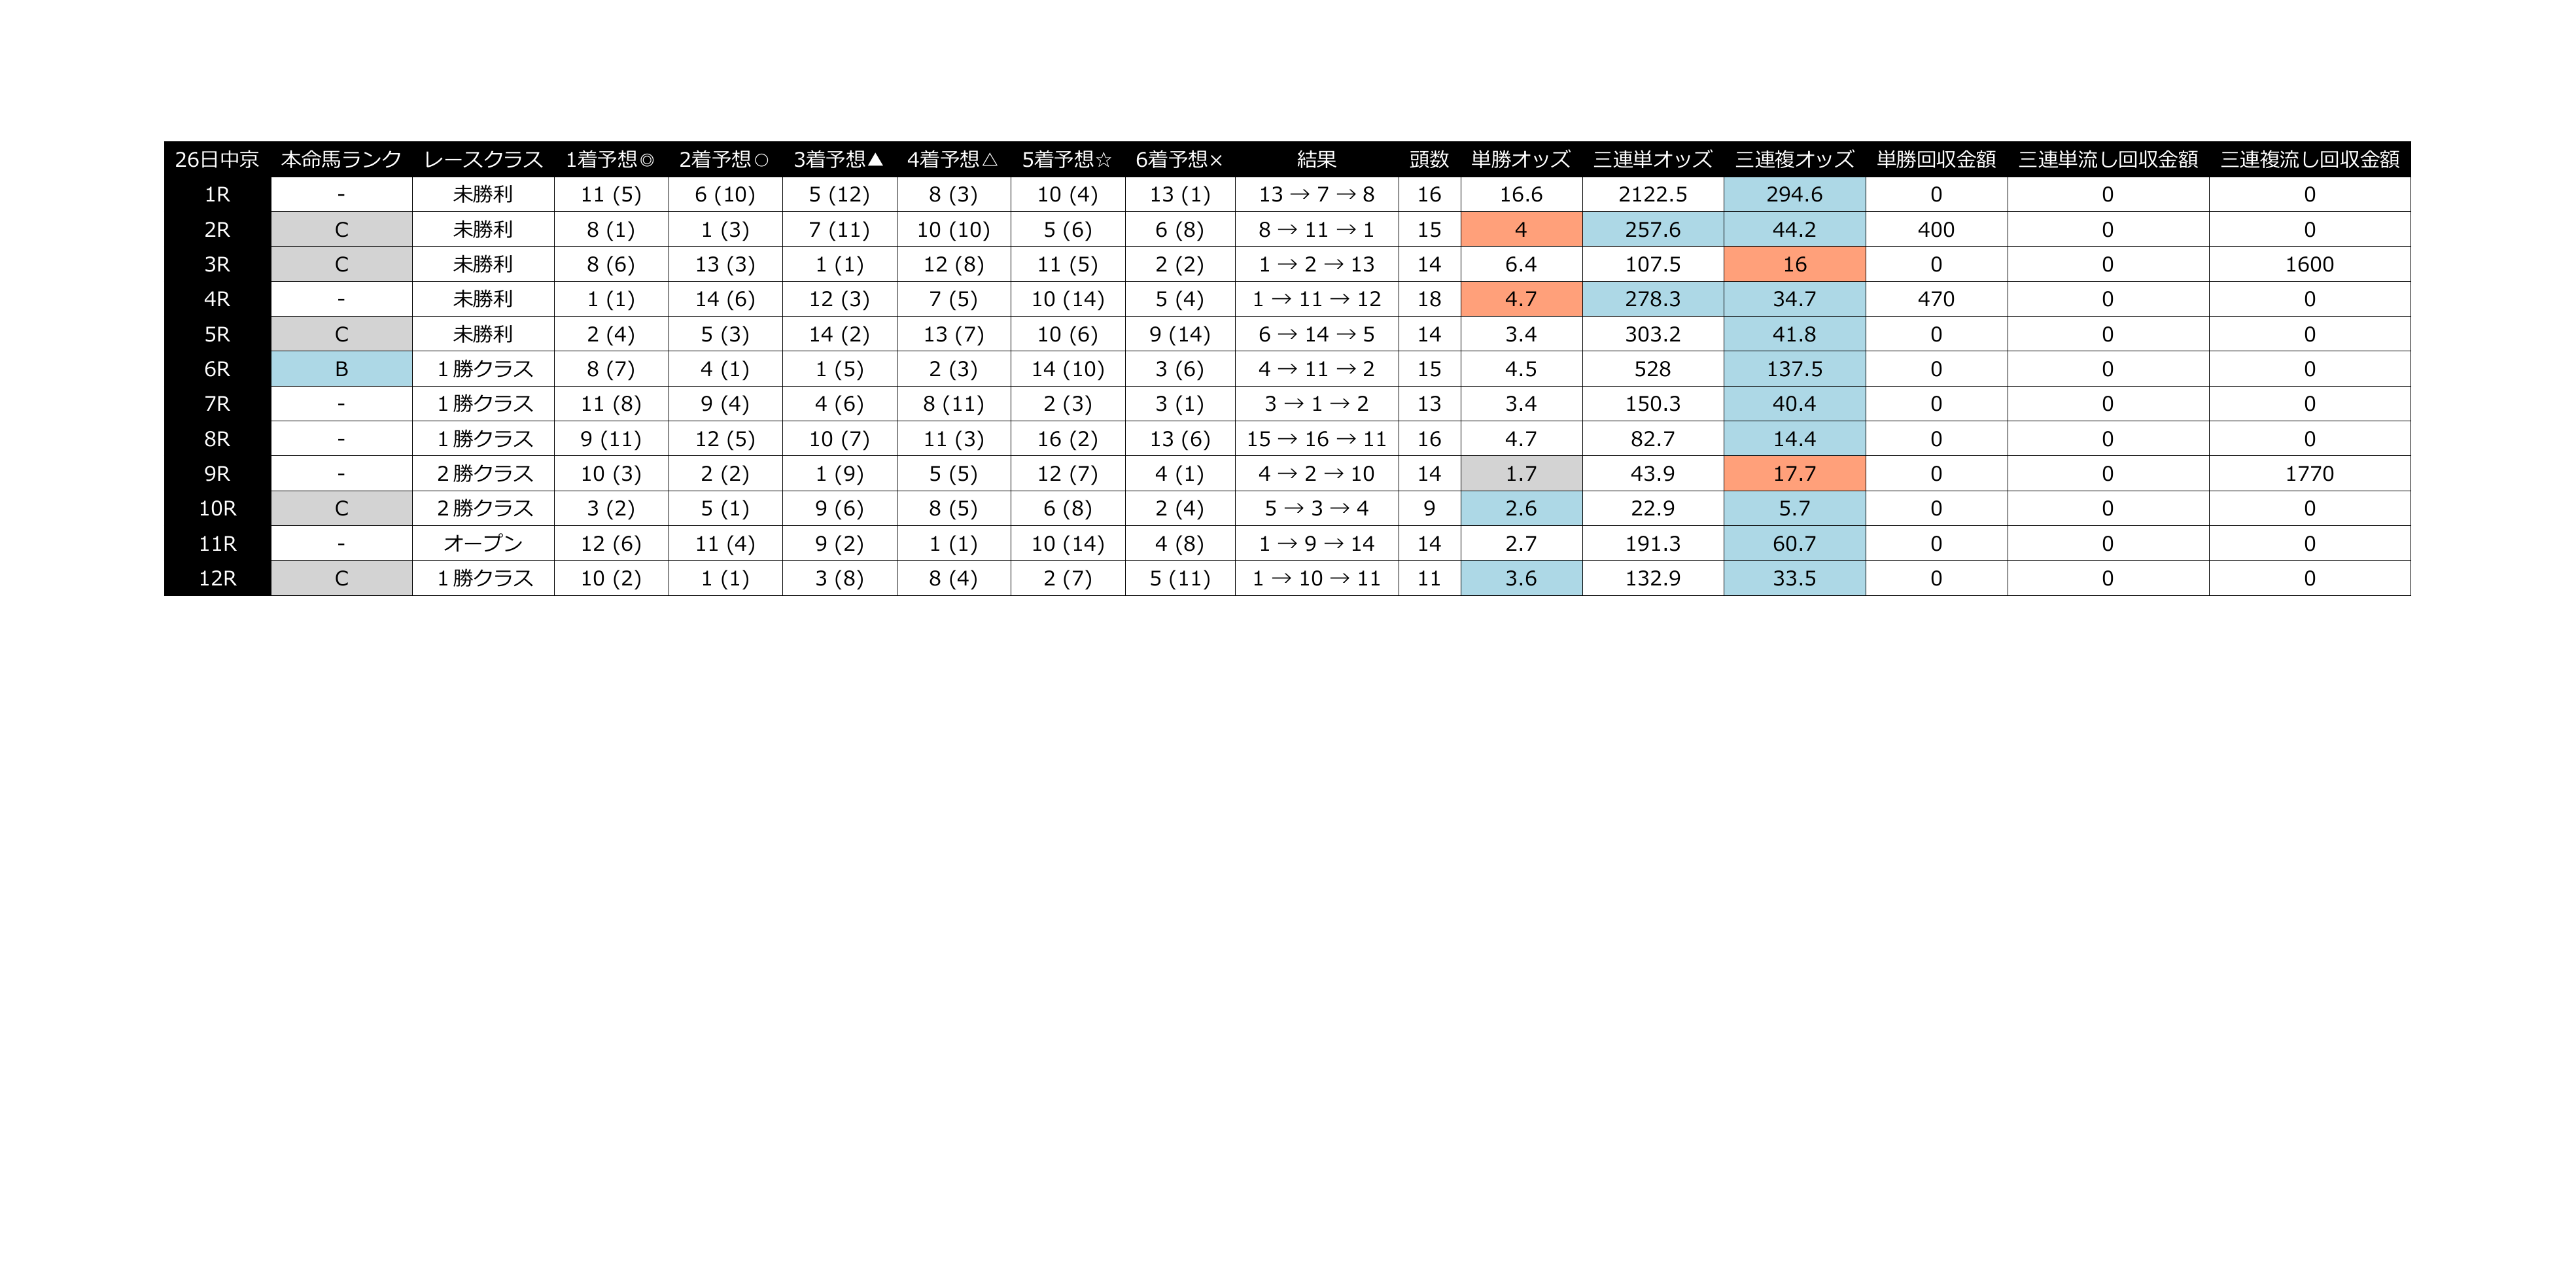 26日中京 本命馬ランク レースクラス 1着予想◎ 2着予想○ 3着予想▲ 4着予想△ 5着予想☆ 6着予想× 結果 頭数 単勝オッズ 三連単オッズ 三連複オッズ 単勝回収金額 三連単流し回収金額 三連複流し回収金額
1R - 未勝利 11 (5) 6 (10) 5 (12) 8 (3) 10 (4) 13 (1) 13 → 7 → 8 16 16.6 2122.5 294.6 0 0 0
2R C 未勝利 8 (1) 1 (3) 7 (11) 10 (10) 5 (6) 6 (8) 8 → 11 → 1 15 4 257.6 44.2 400 0 0
3R C 未勝利 8 (6) 13 (3) 1 (1) 12 (8) 11 (5) 2 (2) 1 → 2 → 13 14 6.4 107.5 16 0 0 1600
4R - 未勝利 1 (1) 14 (6) 12 (3) 7 (5) 10 (14) 5 (4) 1 → 11 → 12 18 4.7 278.3 34.7 470 0 0
5R C 未勝利 2 (4) 5 (3) 14 (2) 13 (7) 10 (6) 9 (14) 6 → 14 → 5 14 3.4 303.2 41.8 0 0 0
6R B １勝クラス 8 (7) 4 (1) 1 (5) 2 (3) 14 (10) 3 (6) 4 → 11 → 2 15 4.5 528 137.5 0 0 0
7R - １勝クラス 11 (8) 9 (4) 4 (6) 8 (11) 2 (3) 3 (1) 3 → 1 → 2 13 3.4 150.3 40.4 0 0 0
8R - １勝クラス 9 (11) 12 (5) 10 (7) 11 (3) 16 (2) 13 (6) 15 → 16 → 11 16 4.7 82.7 14.4 0 0 0
9R - ２勝クラス 10 (3) 2 (2) 1 (9) 5 (5) 12 (7) 4 (1) 4 → 2 → 10 14 1.7 43.9 17.7 0 0 1770
10R C ２勝クラス 3 (2) 5 (1) 9 (6) 8 (5) 6 (8) 2 (4) 5 → 3 → 4 9 2.6 22.9 5.7 0 0 0
11R - オープン 12 (6) 11 (4) 9 (2) 1 (1) 10 (14) 4 (8) 1 → 9 → 14 14 2.7 191.3 60.7 0 0 0
12R C １勝クラス 10 (2) 1 (1) 3 (8) 8 (4) 2 (7) 5 (11) 1 → 10 → 11 11 3.6 132.9 33.5 0 0 0